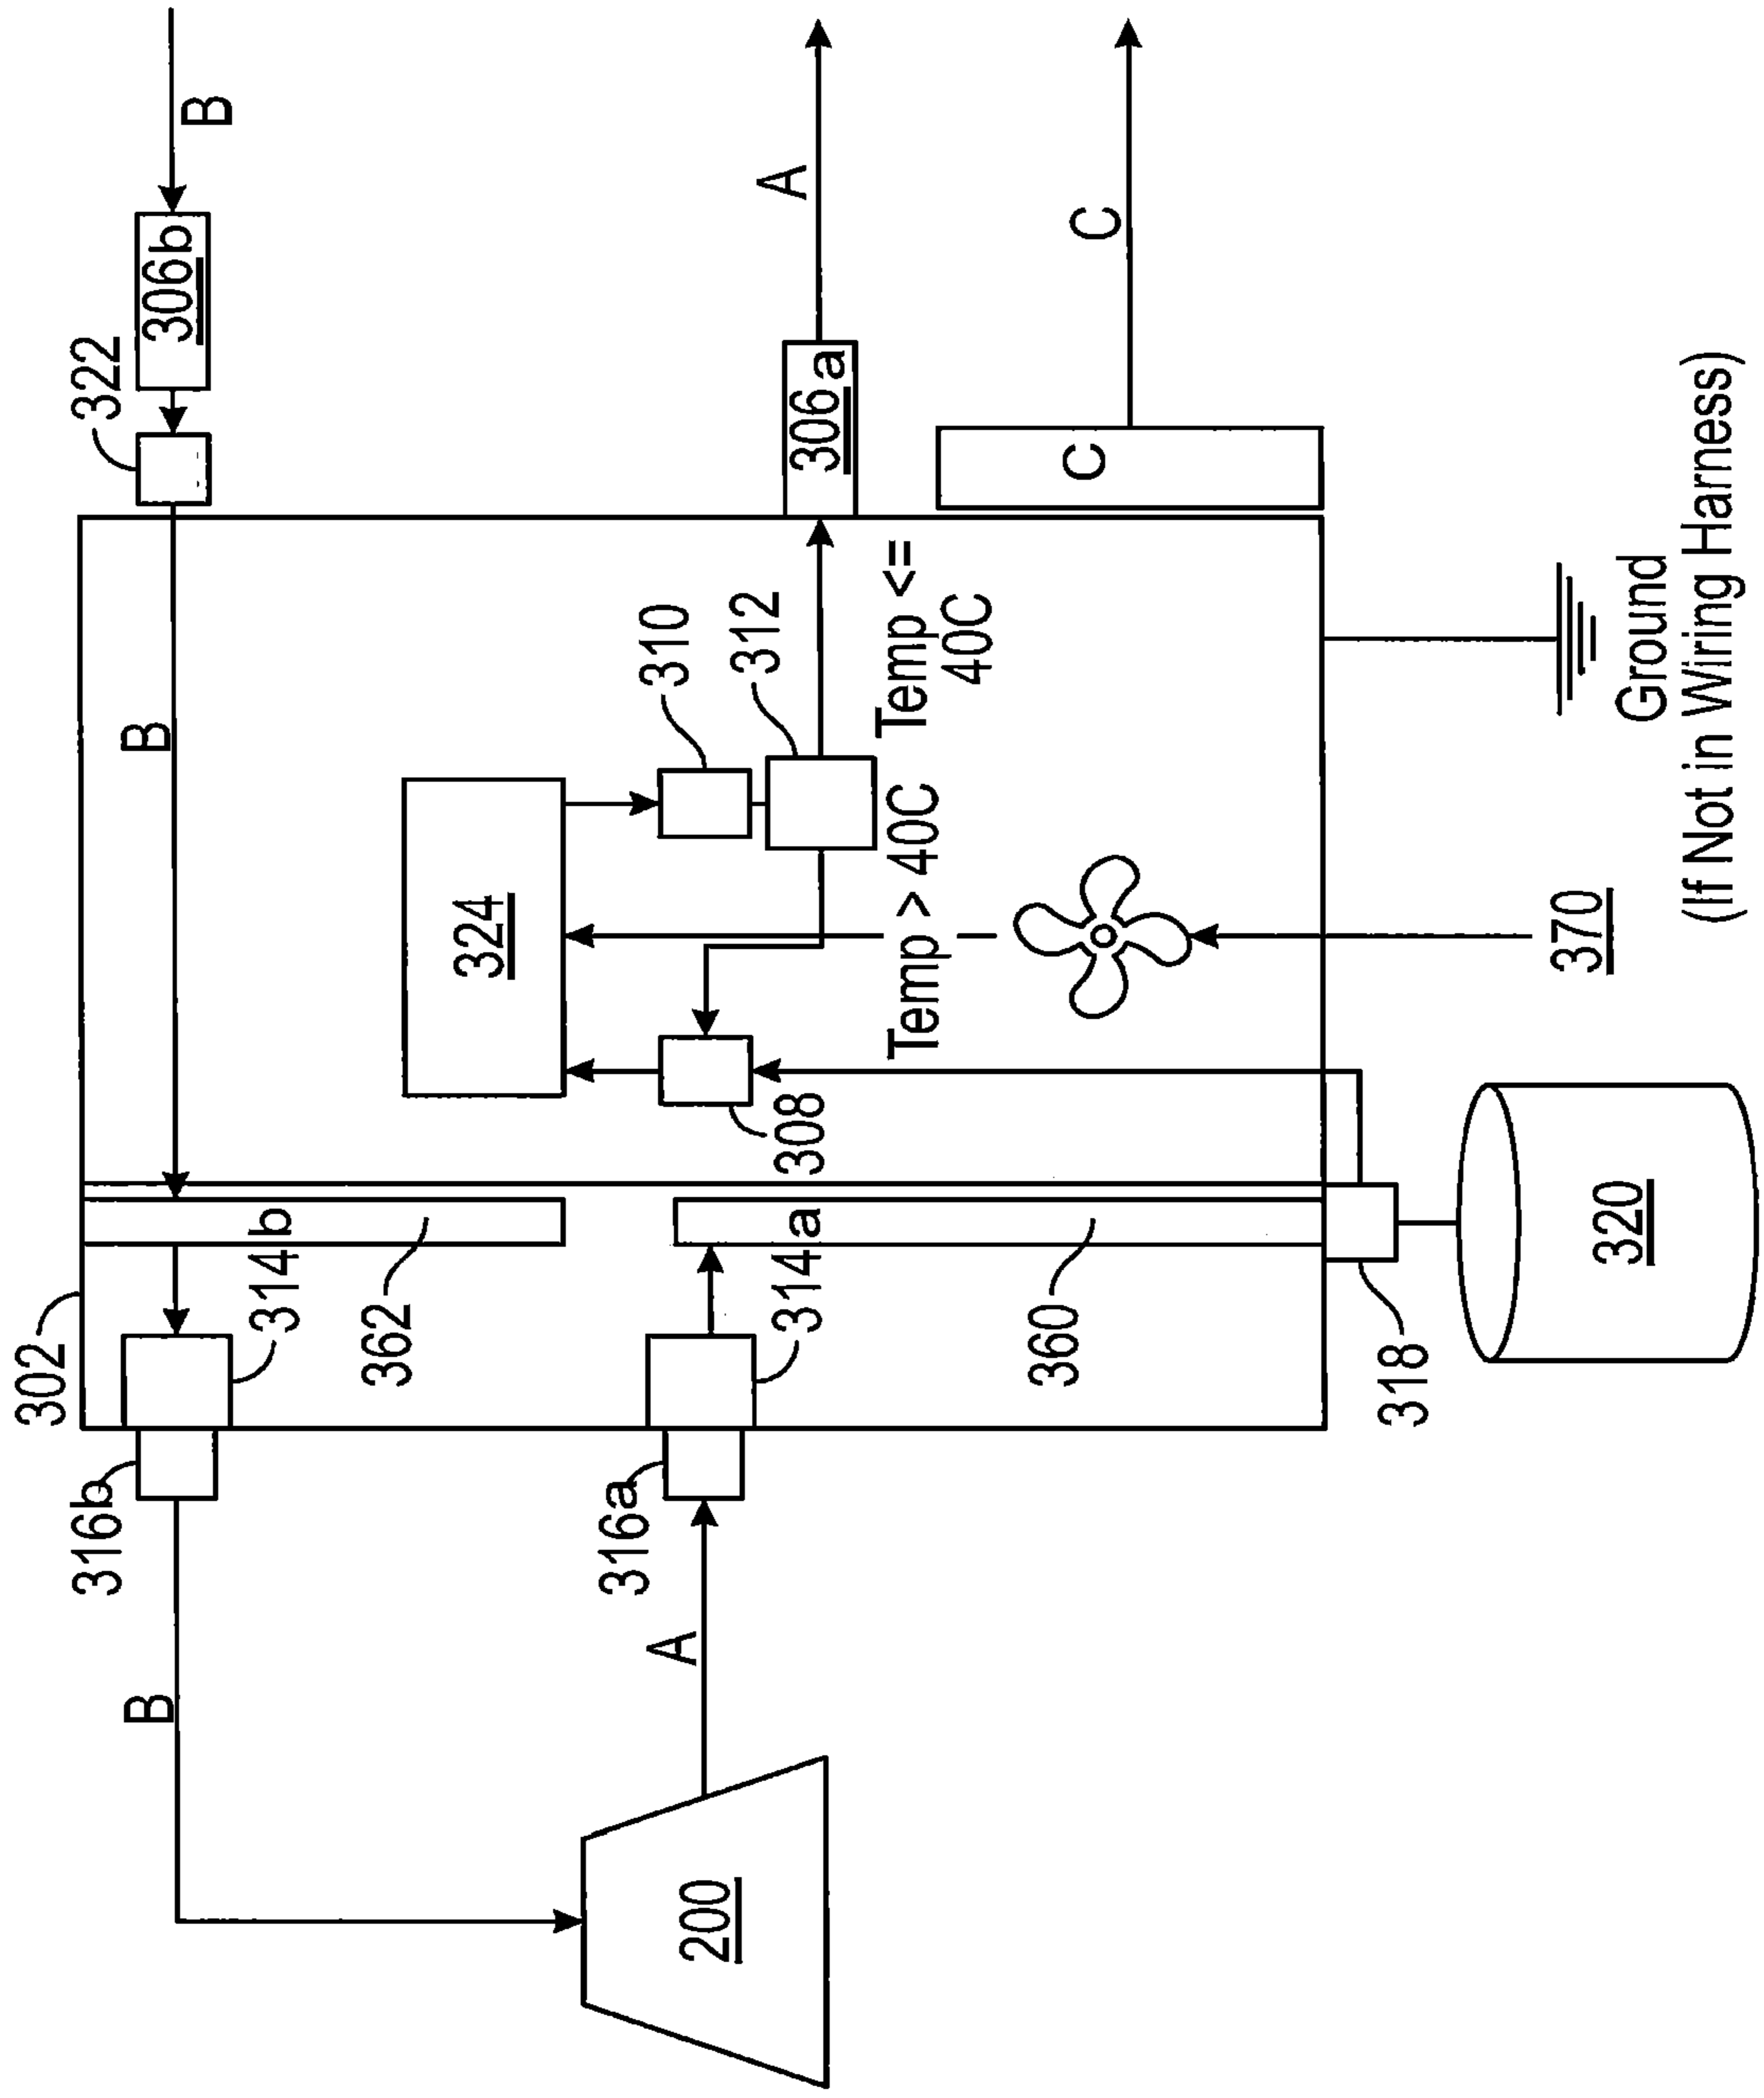 B
306b
322
A
306a
C
C
B
310
312
Temp <=
40C
324
Temp > 40C
308
370
Ground
(If Not in Wiring Harness)
302
314b
362
314a
360
318
320
316b
316a
B
A
200